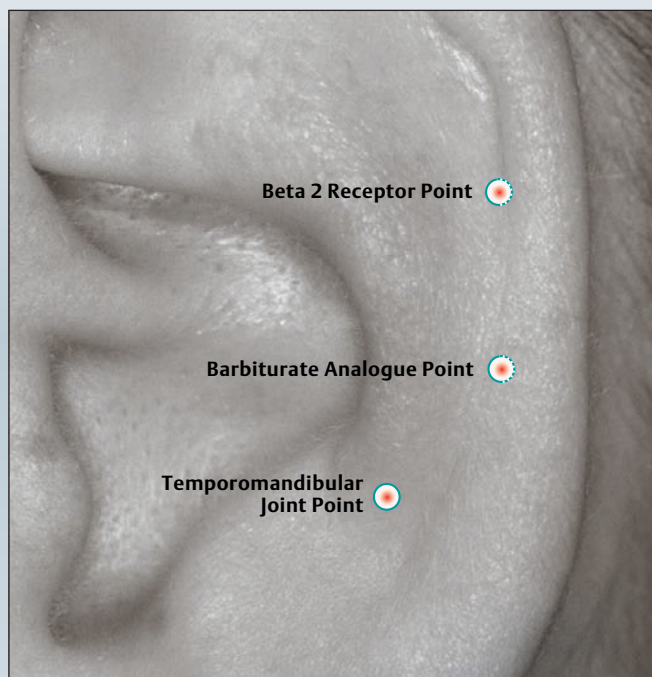 Beta 2 Receptor Point
Barbiturate Analogue Point
Temporomandibular
Joint Point